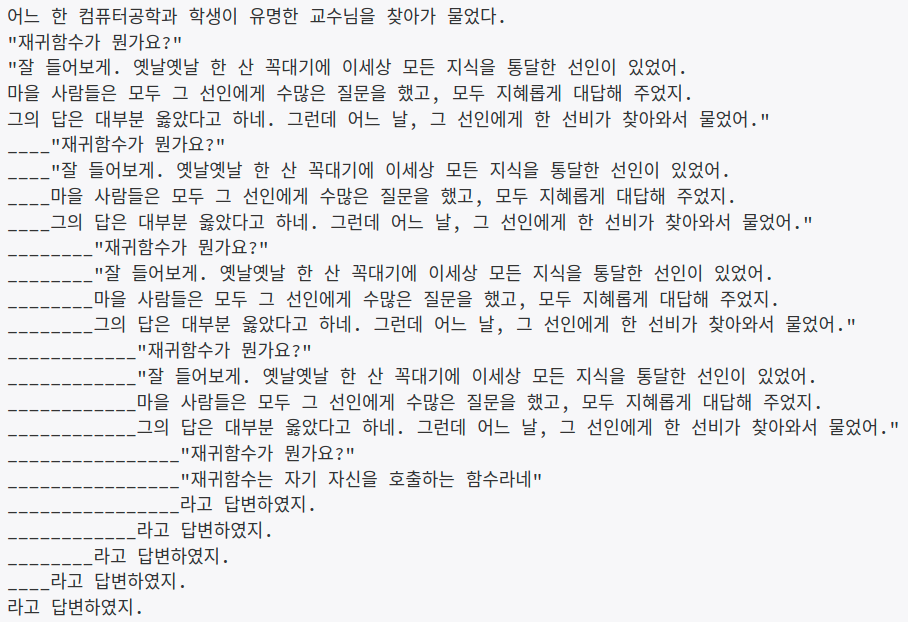 어느 한 컴퓨터공학과 학생이 유명한 교수님을 찾아가 물었다.
"재귀함수가 뭔가요?"
"잘 들어보게. 옛날옛날 한 산 꼭대기에 이세상 모든 지식을 통달한 선인이 있었어.
마을 사람들은 모두 그 선인에게 수많은 질문을 했고, 모두 지혜롭게 대답해 주었지.
그의 답은 대부분 옳았다고 하네. 그런데 어느 날, 그 선인에게 한 선비가 찾아와서 물었어."
____"재귀함수가 뭔가요?"
____"잘 들어보게. 옛날옛날 한 산 꼭대기에 이세상 모든 지식을 통달한 선인이 있었어.
____마을 사람들은 모두 그 선인에게 수많은 질문을 했고, 모두 지혜롭게 대답해 주었지.
____그의 답은 대부분 옳았다고 하네. 그런데 어느 날, 그 선인에게 한 선비가 찾아와서 물었어."
________"재귀함수가 뭔가요?"
________"잘 들어보게. 옛날옛날 한 산 꼭대기에 이세상 모든 지식을 통달한 선인이 있었어.
________마을 사람들은 모두 그 선인에게 수많은 질문을 했고, 모두 지혜롭게 대답해 주었지.
________그의 답은 대부분 옳았다고 하네. 그런데 어느 날, 그 선인에게 한 선비가 찾아와서 물었어."
____________"재귀함수가 뭔가요?"
____________"잘 들어보게. 옛날옛날 한 산 꼭대기에 이세상 모든 지식을 통달한 선인이 있었어.
____________마을 사람들은 모두 그 선인에게 수많은 질문을 했고, 모두 지혜롭게 대답해 주었지.
____________그의 답은 대부분 옳았다고 하네. 그런데 어느 날, 그 선인에게 한 선비가 찾아와서 물었어."
________________"재귀함수가 뭔가요?"
________________"재귀함수는 자기 자신을 호출하는 함수라네"
________________라고 답변하였지.
____________라고 답변하였지.
________라고 답변하였지.
____라고 답변하였지.
라고 답변하였지.